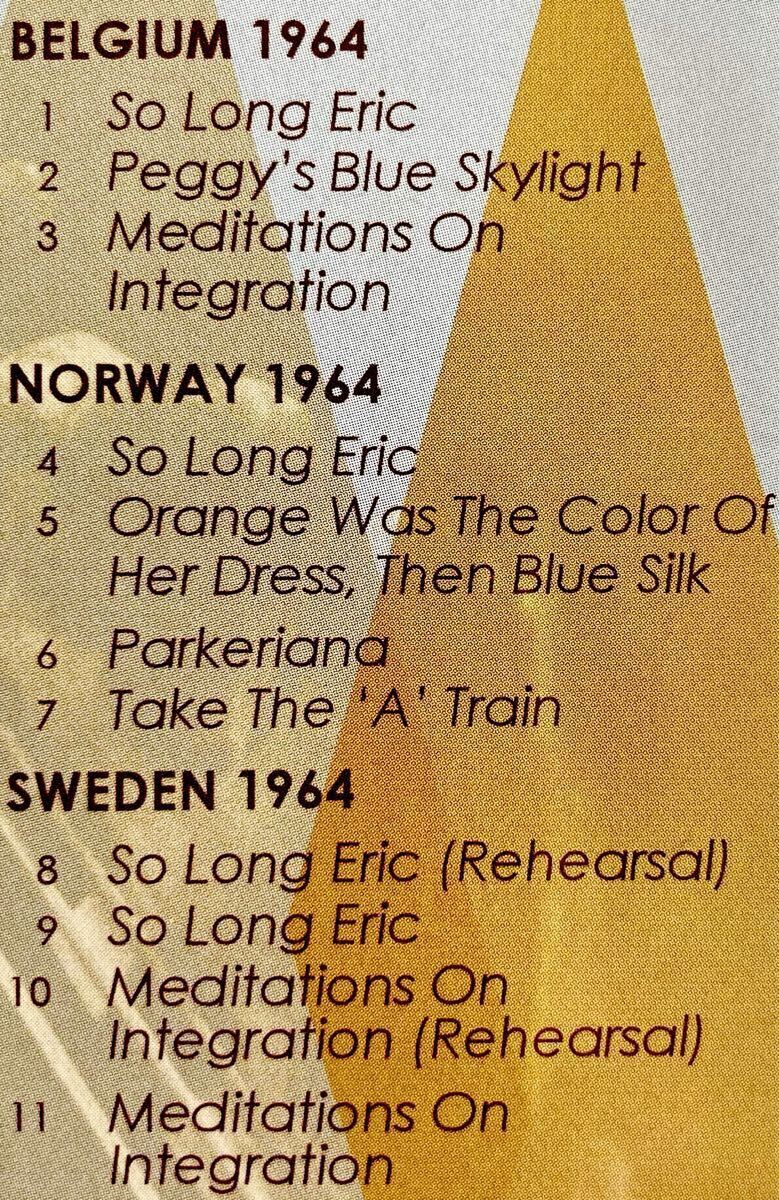 BELGIUM 1964
1 So Long Eric
2 Peggy's Blue Skylight
3 Meditations On
Integration
NORWAY 1964
4 So Long Eric
5 Orange Was The Color Of
Her Dress, Then Blue Silk
6 Parkeriana
7 Take The 'A' Train
SWEDEN 1964
8 So Long Eric (Rehearsal)
9 So Long Eric
10 Meditations On
Integration (Rehearsal)
11 Meditations On
Integration